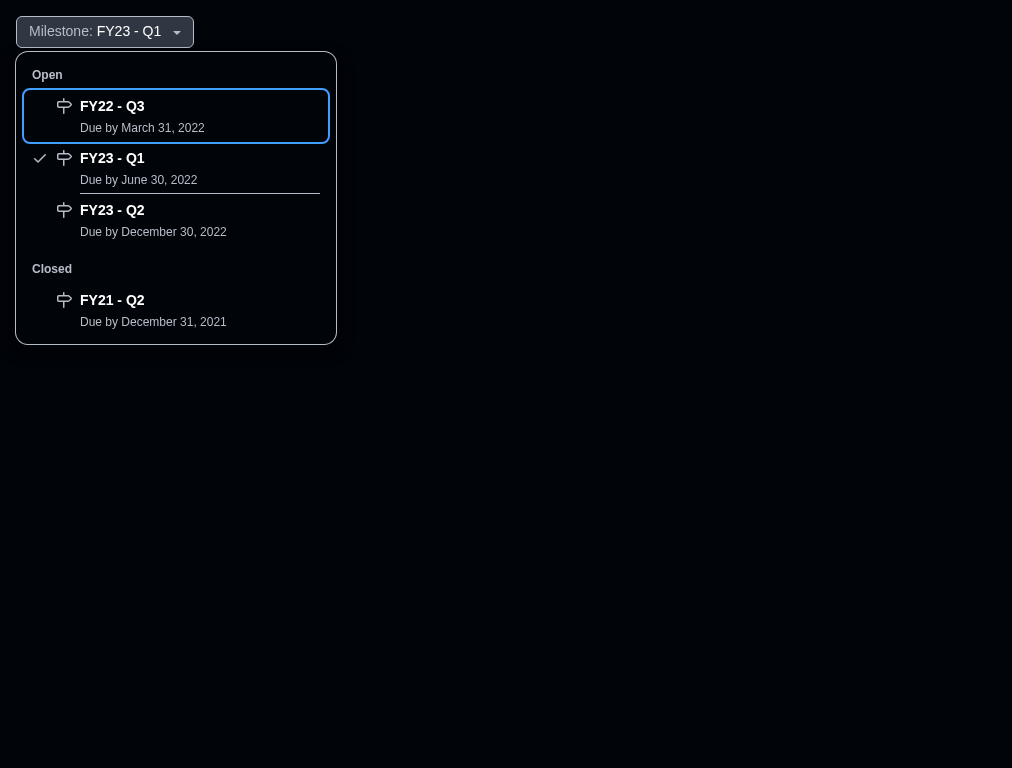 Milestone: FY23 - Q1
Open
FY22 - Q3
Due by March 31, 2022
FY23 - Q1
Due by June 30, 2022
FY23 - Q2
Due by December 30, 2022
Closed
FY21 - Q2
Due by December 31, 2021